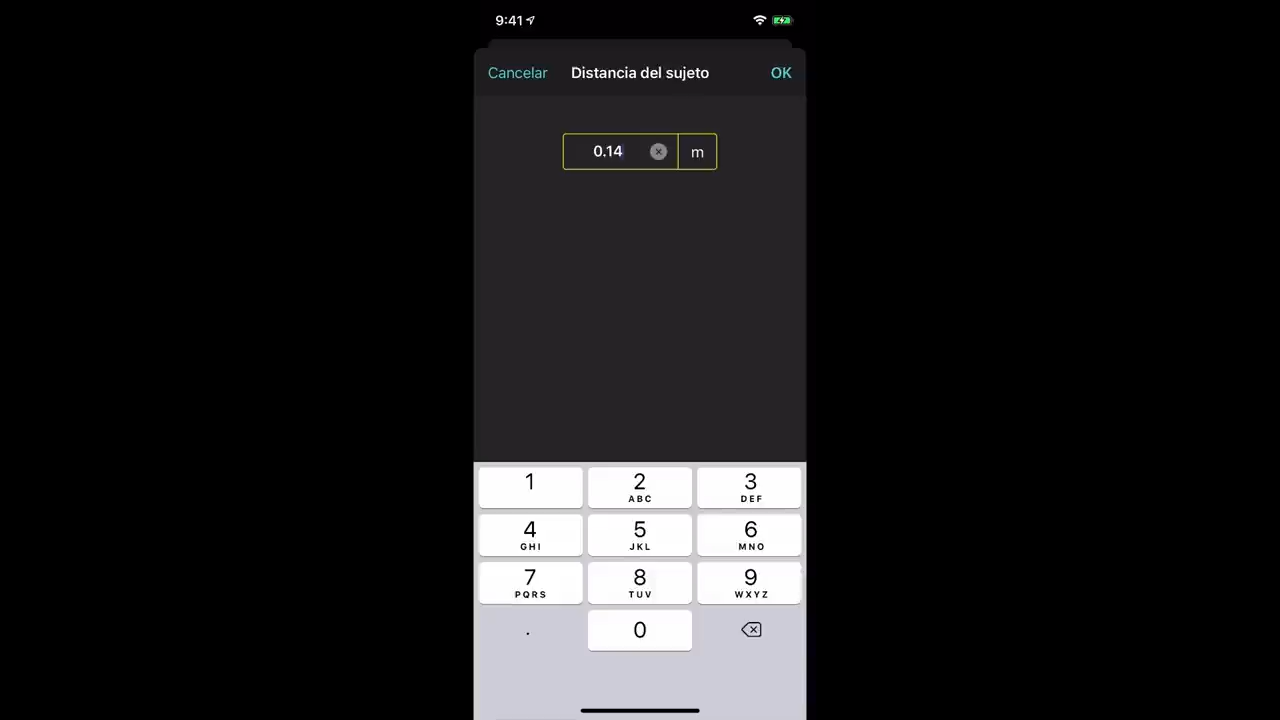 9:41
Cancelar Distancia del sujeto OK
0.14 m
1 2 3
ABC DEF
4 5 6
GHI JKL MNO
7 8 9
PQRS TUV WXYZ
. 0